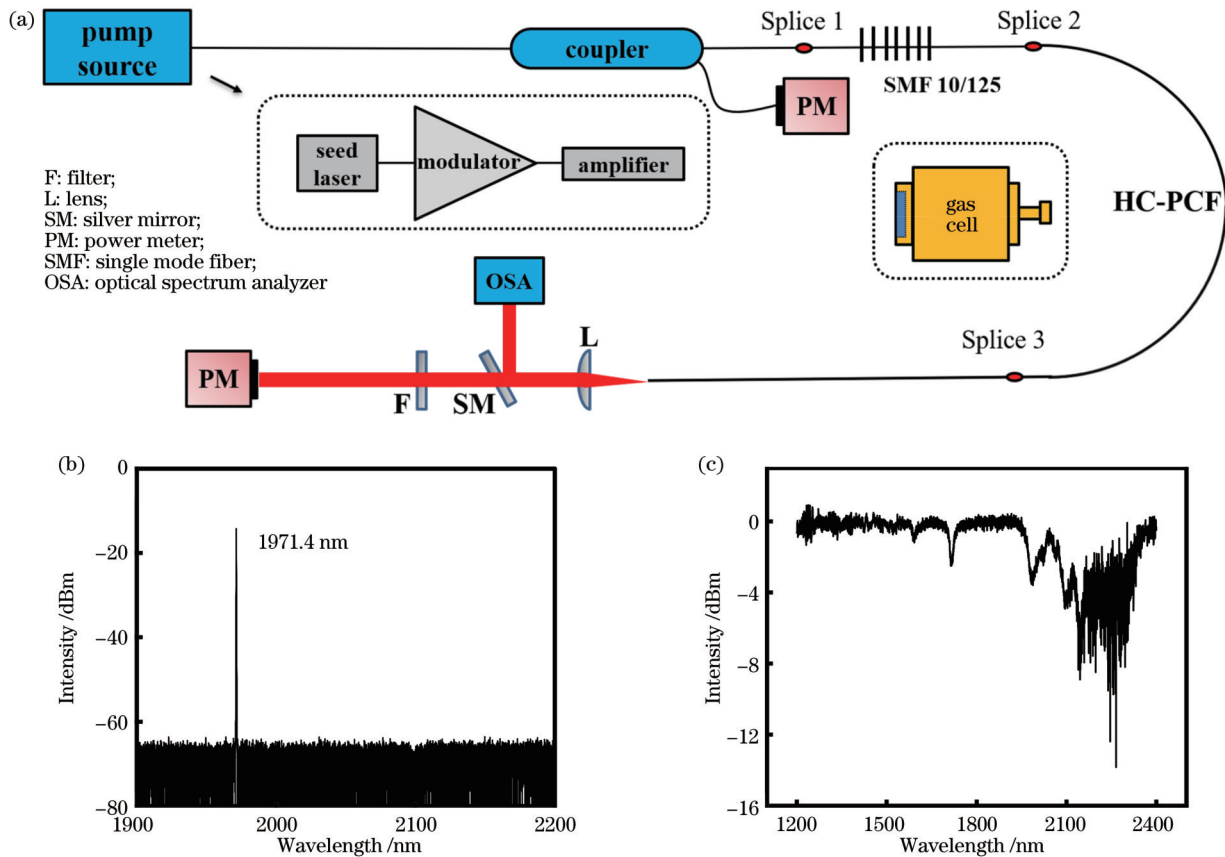 (a)
pump
source
coupler
Splice 1
Splice 2
SMF 10/125
PM
seed
laser
modulator
amplifier
gas
cell
HC-PCF
F: filter;
L: lens;
SM: silver mirror;
PM: power meter;
SMF: single mode fiber;
OSA: optical spectrum analyzer
OSA
L
Splice 3
PM
F
SM
(b)
0
−20
−40
−60
−80
Intensity /dBm
1971.4 nm
1900
2000
2100
2200
Wavelength /nm
(c)
0
−4
−8
−12
−16
Intensity /dBm
1200
1500
1800
2100
2400
Wavelength /nm